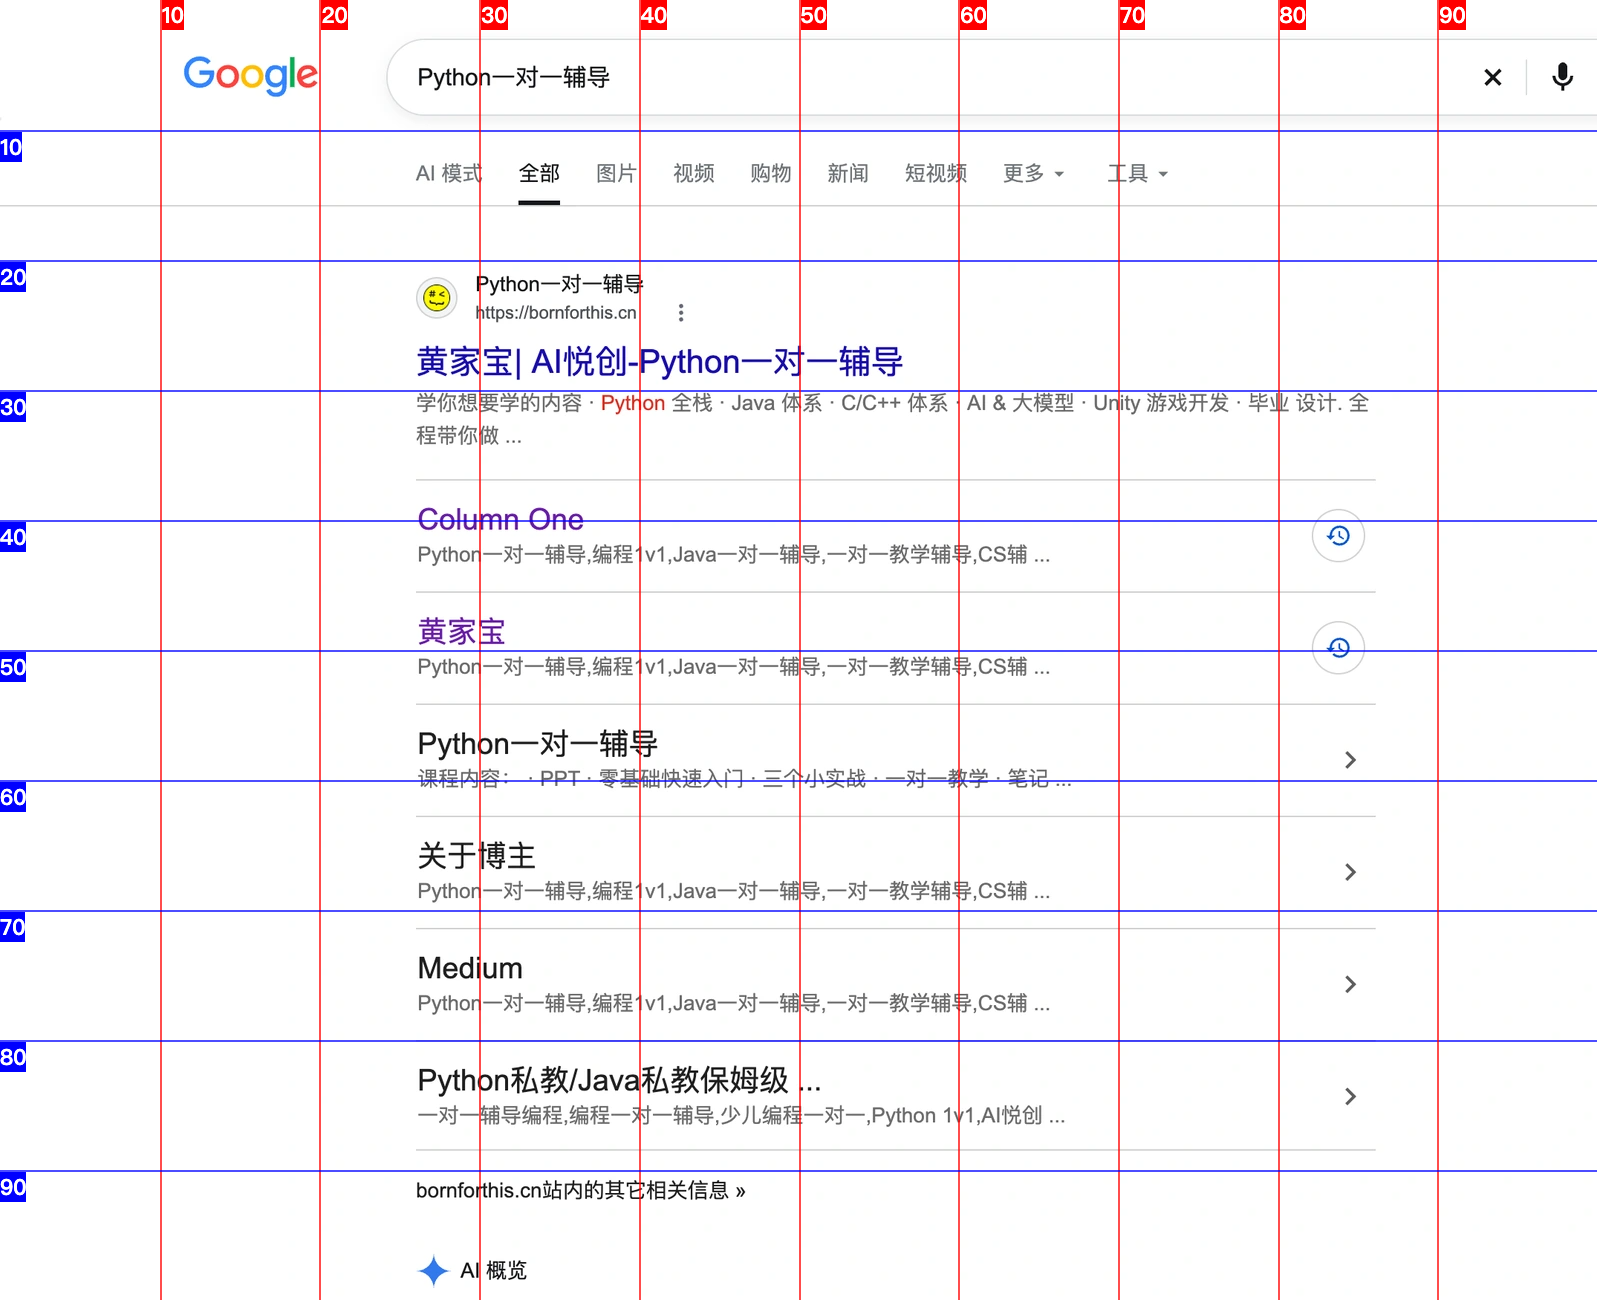 10 20 30 40 50 60 70 80 90
Google
Python一对一辅导
10
AI 模式 全部 图片 视频 购物 新闻 短视频 更多 工具
20
Python一对一辅导
https://bornforthis.cn
黄家宝| AI悦创-Python一对一辅导
30
学你想要学的内容 · Python 全栈 · Java 体系 · C/C++ 体系 · AI & 大模型 · Unity 游戏开发 · 毕业 设计. 全
程带你做 ...
Column One
40
Python一对一辅导,编程1v1,Java一对一辅导,一对一教学辅导,CS辅 ...
黄家宝
50
Python一对一辅导,编程1v1,Java一对一辅导,一对一教学辅导,CS辅 ...
Python一对一辅导
课程内容： · PPT · 零基础快速入门 · 三个小实战 · 一对一教学 · 笔记 ...
60
关于博主
Python一对一辅导,编程1v1,Java一对一辅导,一对一教学辅导,CS辅 ...
70
Medium
Python一对一辅导,编程1v1,Java一对一辅导,一对一教学辅导,CS辅 ...
80
Python私教/Java私教保姆级 ...
一对一辅导编程,编程一对一辅导,少儿编程一对一,Python 1v1,AI悦创 ...
90
bornforthis.cn站内的其它相关信息 »
AI 概览